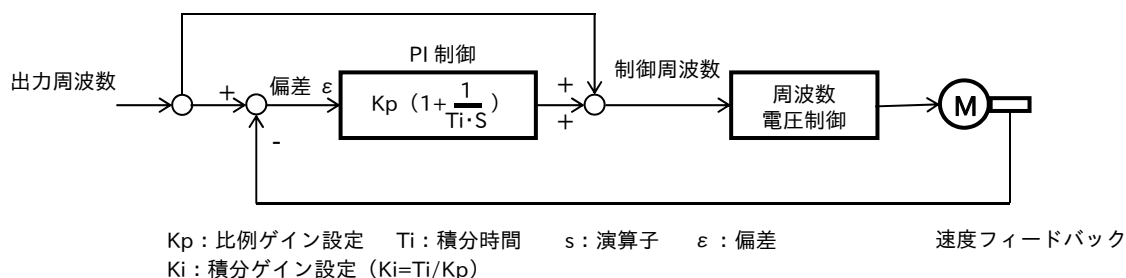 PI 制御
出力周波数
+
偏差 ε
Kp（1+1/Ti･S）
+
+
制御周波数
周波数
電圧制御
M
-
Kp：比例ゲイン設定　Ti：積分時間　s：演算子　ε：偏差
速度フィードバック
Ki：積分ゲイン設定（Ki=Ti/Kp）